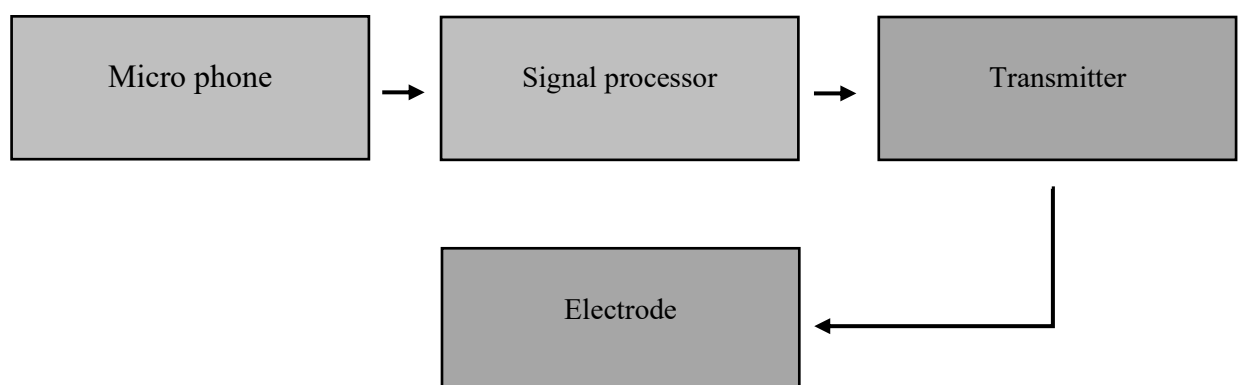 Micro phone
Signal processor
Transmitter
Electrode